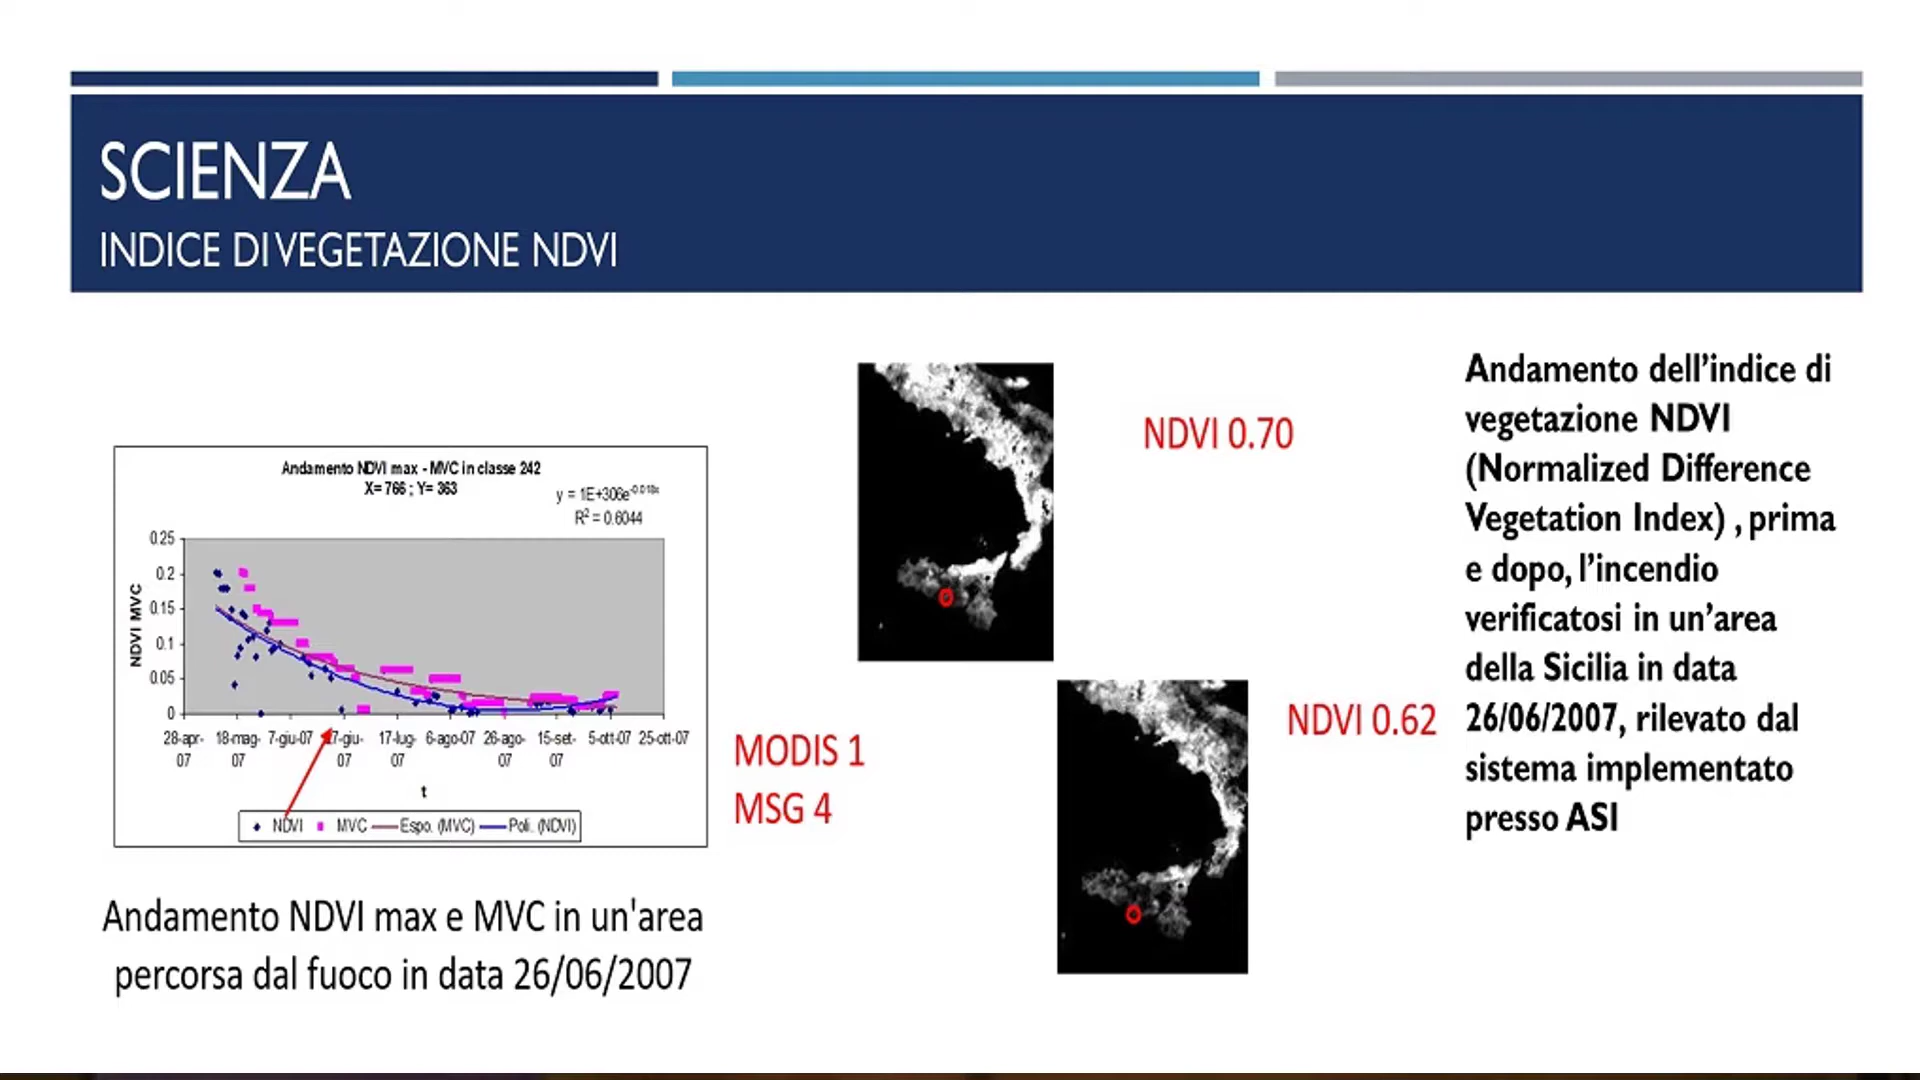 SCIENZA
INDICE DI VEGETAZIONE NDVI
Andamento NDVI max - MVC in classe 242
X= 766 ; Y= 363
y = 1E+306e-0.018x
R2 = 0.6044
NDVI MVC
0.25
0.2
0.15
0.1
0.05
0
28-apr-07 18-mag-07 7-giu-07 27-giu-07 17-lug-07 6-ago-07 26-ago-07 15-set-07 5-ott-07 25-ott-07
t
NDVI MVC Espo. (MVC) Poli. (NDVI)
Andamento NDVI max e MVC in un'area
percorsa dal fuoco in data 26/06/2007
MODIS 1
MSG 4
NDVI 0.70
NDVI 0.62
Andamento dell’indice di
vegetazione NDVI
(Normalized Difference
Vegetation Index) , prima
e dopo, l’incendio
verificatosi in un’area
della Sicilia in data
26/06/2007, rilevato dal
sistema implementato
presso ASI